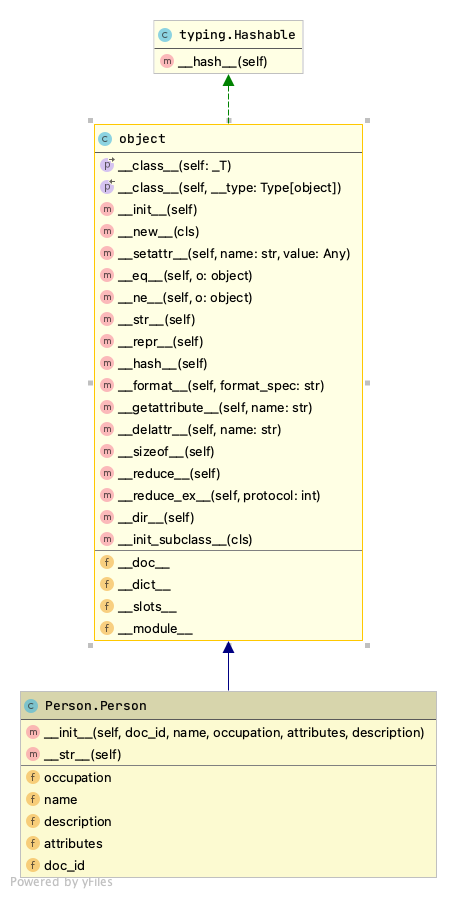 c typing.Hashable
m __hash__(self)
c object
p __class__(self: _T)
p __class__(self, __type: Type[object])
m __init__(self)
m __new__(cls)
m __setattr__(self, name: str, value: Any)
m __eq__(self, o: object)
m __ne__(self, o: object)
m __str__(self)
m __repr__(self)
m __hash__(self)
m __format__(self, format_spec: str)
m __getattribute__(self, name: str)
m __delattr__(self, name: str)
m __sizeof__(self)
m __reduce__(self)
m __reduce_ex__(self, protocol: int)
m __dir__(self)
m __init_subclass__(cls)
f __doc__
f __dict__
f __slots__
f __module__
c Person.Person
m __init__(self, doc_id, name, occupation, attributes, description)
m __str__(self)
f occupation
f name
f description
f attributes
f doc_id
Powered by yFiles